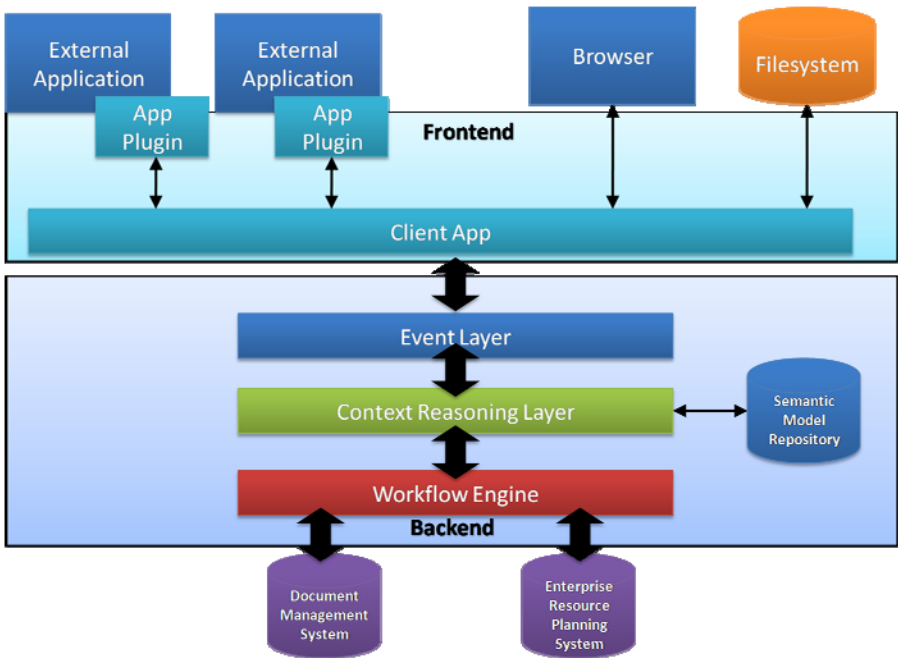 External
Application
External
Application
Browser
Filesystem
App
Plugin
App
Plugin
Frontend
Client App
Event Layer
Context Reasoning Layer
Semantic
Model
Repository
Workflow Engine
Backend
Document
Management
System
Enterprise
Resource
Planning
System